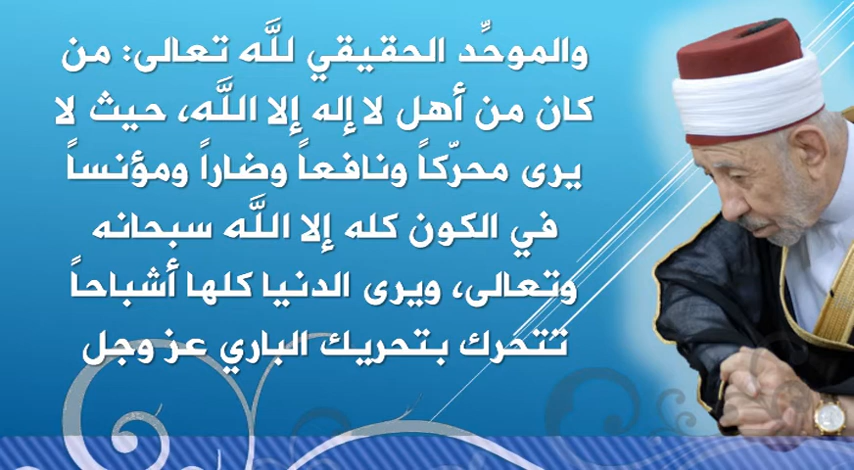 والموحِّد الحقيقي للَّه تعالى: من
كان من أهل لا إله إلا اللَّه، حيث لا
يرى محرّكاً ونافعاً وضاراً ومؤنساً
في الكون كله إلا اللَّه سبحانه
وتعالى، ويرى الدنيا كلها أشباحاً
تتحرك بتحريك الباري عز وجل